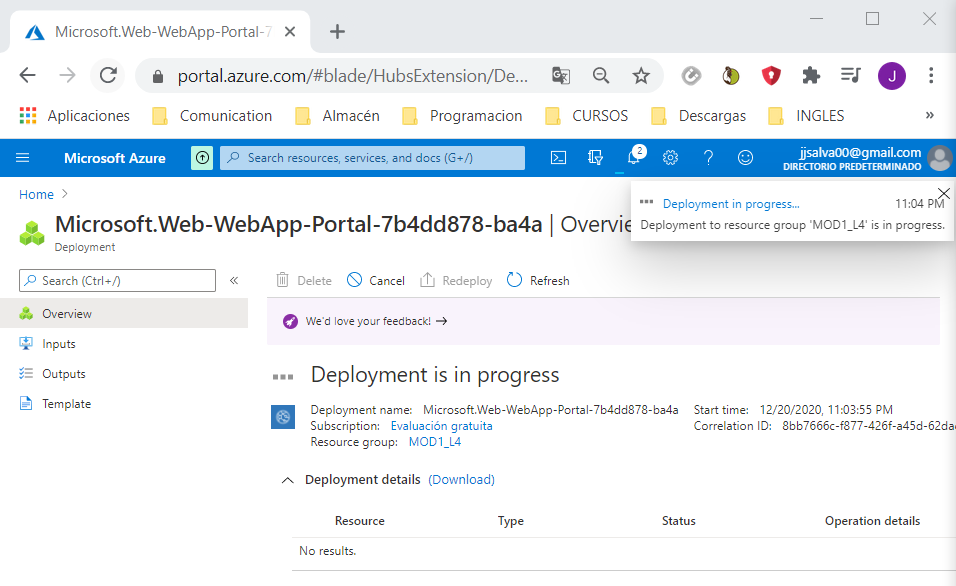 Microsoft.Web-WebApp-Portal-7
portal.azure.com/#blade/HubsExtension/De...
J
Aplicaciones Comunication Almacén Programacion CURSOS Descargas INGLES »
Microsoft Azure Search resources, services, and docs (G+/) 2 jjsalva00@gmail.com
DIRECTORIO PREDETERMINADO
Home >
Deployment in progress... 11:04 PM
Deployment to resource group 'MOD1_L4' is in progress.
Microsoft.Web-WebApp-Portal-7b4dd878-ba4a | Overvie
Deployment
Search (Ctrl+/) «
Delete Cancel Redeploy Refresh
Overview
Inputs
Outputs
Template
We'd love your feedback! →
Deployment is in progress
Deployment name: Microsoft.Web-WebApp-Portal-7b4dd878-ba4a Start time: 12/20/2020, 11:03:55 PM
Subscription: Evaluación gratuita Correlation ID: 8bb7666c-f877-426f-a45d-62da
Resource group: MOD1_L4
Deployment details (Download)
Resource Type Status Operation details
No results.